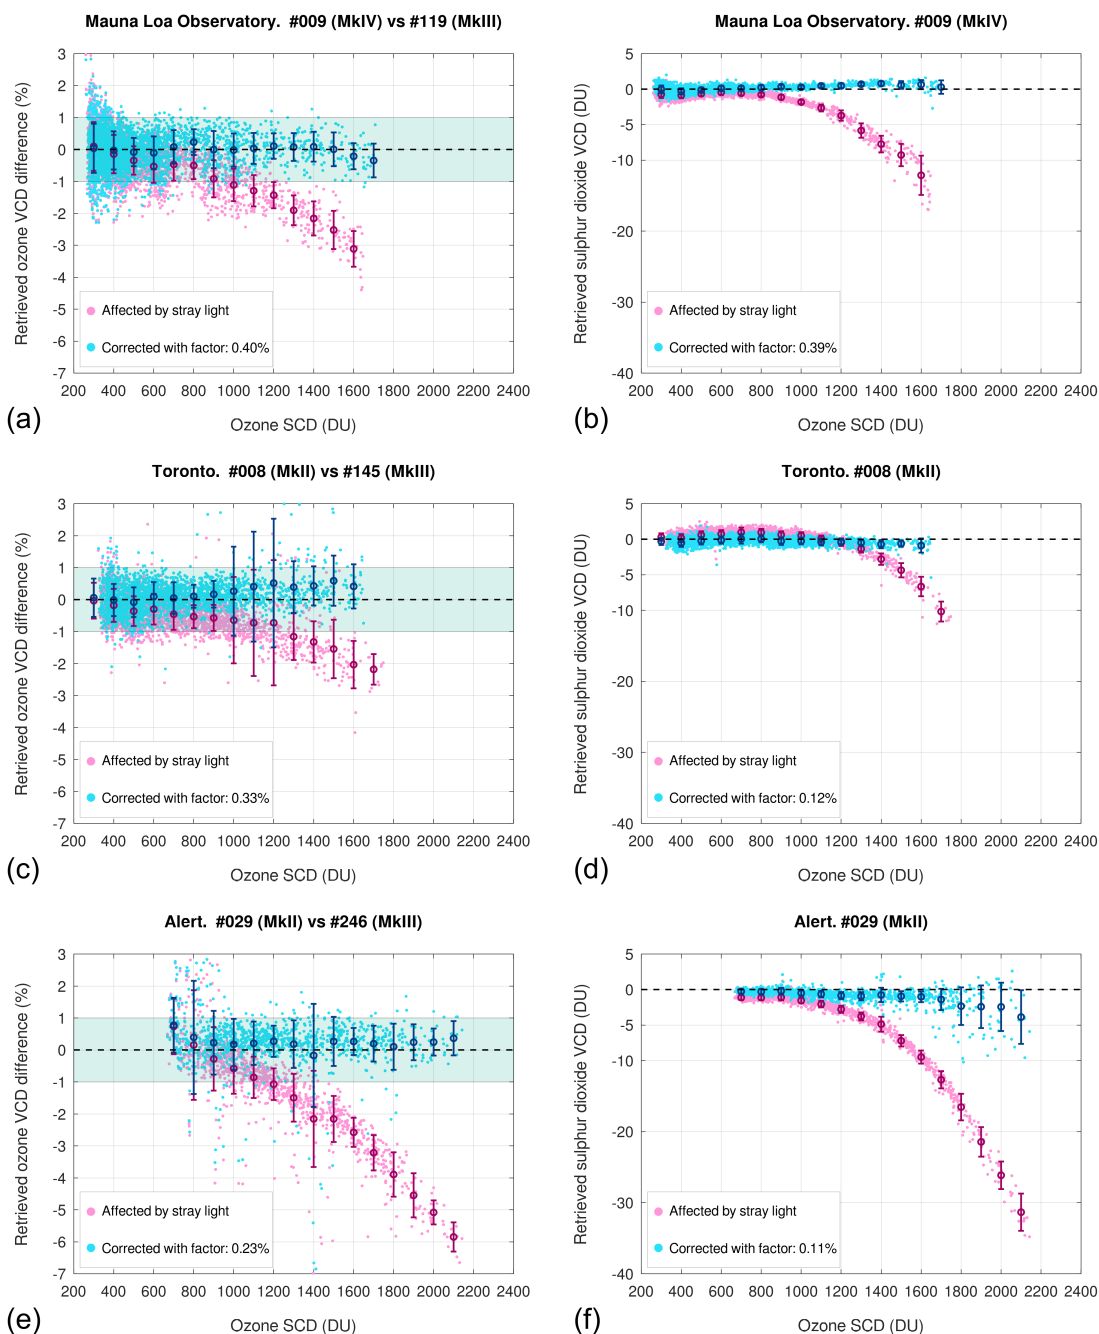 Mauna Loa Observatory. #009 (MkIV) vs #119 (MkIII)
Retrieved ozone VCD difference (%)
3
2
1
0
-1
-2
-3
-4
-5
-6
-7
Affected by stray light
Corrected with factor: 0.40%
200 400 600 800 1000 1200 1400 1600 1800 2000 2200 2400
Ozone SCD (DU)
(a)
Mauna Loa Observatory. #009 (MkIV)
Retrieved sulphur dioxide VCD (DU)
5
0
-5
-10
-20
-30
-40
Affected by stray light
Corrected with factor: 0.39%
200 400 600 800 1000 1200 1400 1600 1800 2000 2200 2400
Ozone SCD (DU)
(b)
Toronto. #008 (MkII) vs #145 (MkIII)
Retrieved ozone VCD difference (%)
3
2
1
0
-1
-2
-3
-4
-5
-6
-7
Affected by stray light
Corrected with factor: 0.33%
200 400 600 800 1000 1200 1400 1600 1800 2000 2200 2400
Ozone SCD (DU)
(c)
Toronto. #008 (MkII)
Retrieved sulphur dioxide VCD (DU)
5
0
-5
-10
-20
-30
-40
Affected by stray light
Corrected with factor: 0.12%
200 400 600 800 1000 1200 1400 1600 1800 2000 2200 2400
Ozone SCD (DU)
(d)
Alert. #029 (MkII) vs #246 (MkIII)
Retrieved ozone VCD difference (%)
3
2
1
0
-1
-2
-3
-4
-5
-6
-7
Affected by stray light
Corrected with factor: 0.23%
200 400 600 800 1000 1200 1400 1600 1800 2000 2200 2400
Ozone SCD (DU)
(e)
Alert. #029 (MkII)
Retrieved sulphur dioxide VCD (DU)
5
0
-5
-10
-20
-30
-40
Affected by stray light
Corrected with factor: 0.11%
200 400 600 800 1000 1200 1400 1600 1800 2000 2200 2400
Ozone SCD (DU)
(f)